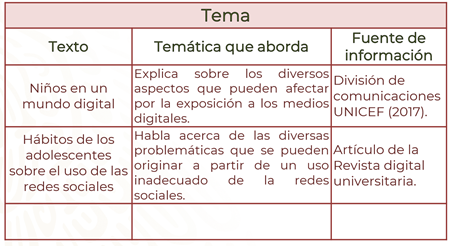 Tema
Texto
Temática que aborda
Fuente de
información
Niños en un
mundo digital
Explica sobre los diversos
aspectos que pueden afectar
por la exposición a los medios
digitales.
División de
comunicaciones
UNICEF (2017).
Hábitos de los
adolescentes
sobre el uso de las
redes sociales
Habla acerca de las diversas
problemáticas que se pueden
originar a partir de un uso
inadecuado de la redes
sociales.
Artículo de la
Revista digital
universitaria.